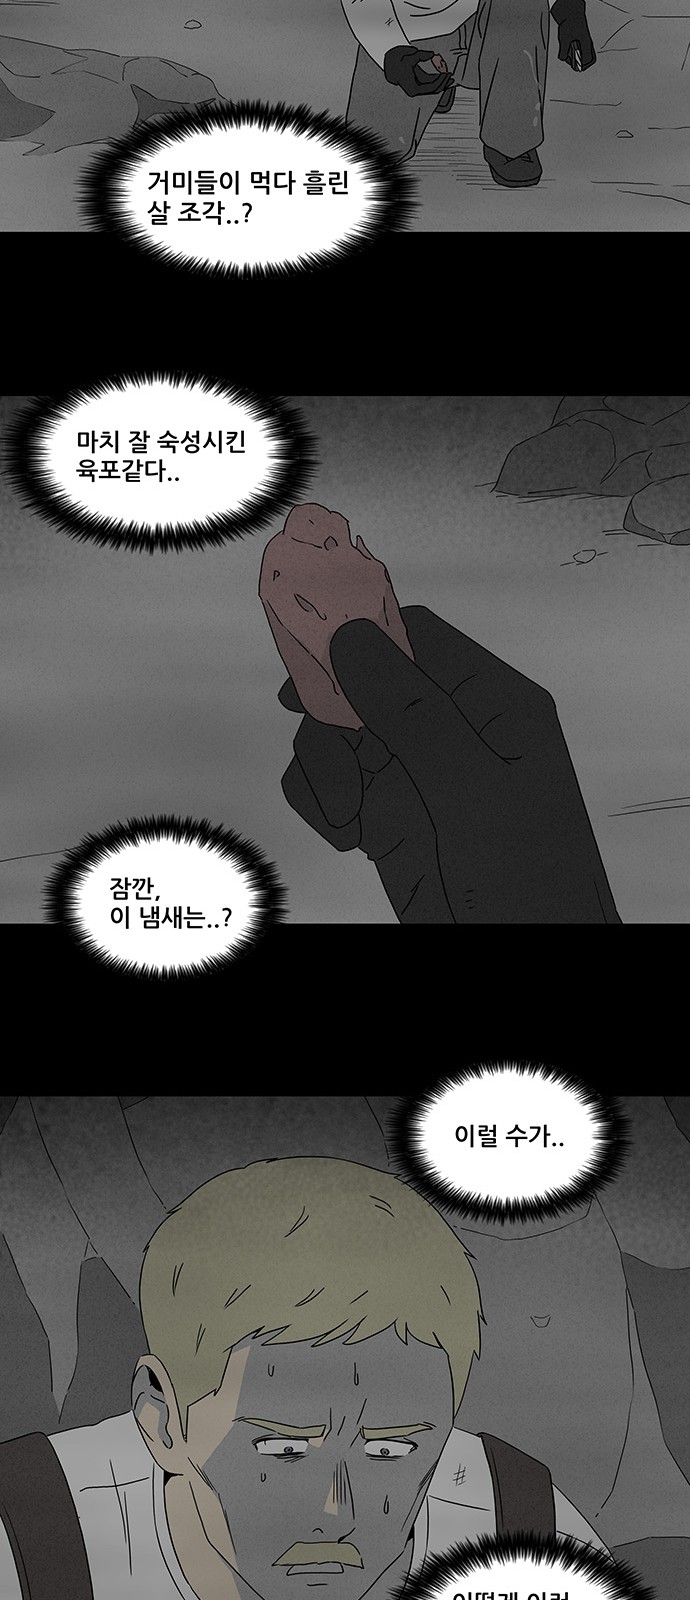 거미들이 먹다 흘린
살 조각..?
마치 잘 숙성시킨
육포같다..
잠깐,
이 냄새는..?
이럴 수가..